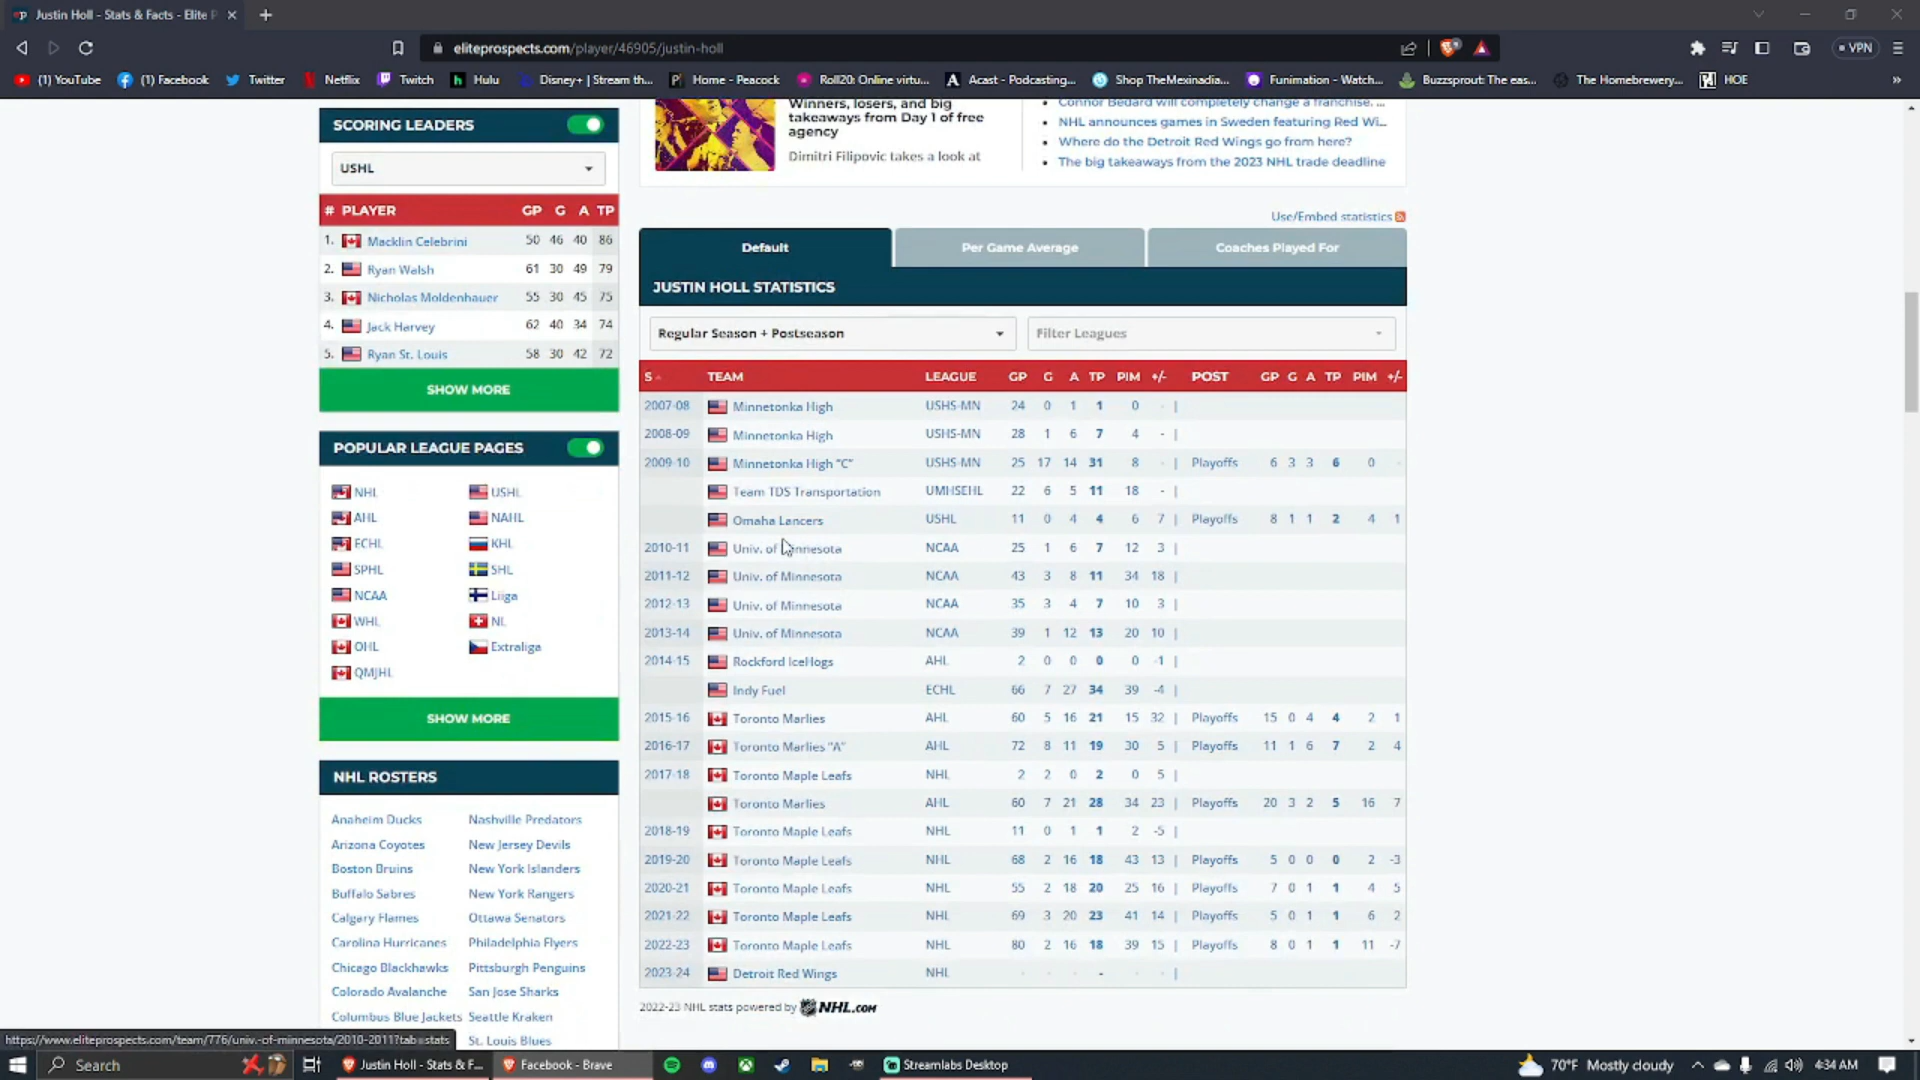 Justin Holl - Stats & Facts - Elite P
eliteprospects.com/player/46905/justin-holl
VPN
(1) YouTube (1) Facebook Twitter Netflix Twitch Hulu Disney+ | Stream th... Home - Peacock Roll20: Online virtu... Acast - Podcasting... Shop TheMexinadia... Funimation - Watch... Buzzsprout: The eas... The Homebrewery... HOE
SCORING LEADERS
USHL
# PLAYER GP G A TP
1. Macklin Celebrini 50 46 40 86
2. Ryan Walsh 61 30 49 79
3. Nicholas Moldenhauer 55 30 45 75
4. Jack Harvey 62 40 34 74
5. Ryan St. Louis 58 30 42 72
SHOW MORE
POPULAR LEAGUE PAGES
NHL USHL
AHL NAHL
ECHL KHL
SPHL SHL
NCAA Liiga
WHL NL
OHL Extraliga
QMJHL
SHOW MORE
NHL ROSTERS
Anaheim Ducks Nashville Predators
Arizona Coyotes New Jersey Devils
Boston Bruins New York Islanders
Buffalo Sabres New York Rangers
Calgary Flames Ottawa Senators
Carolina Hurricanes Philadelphia Flyers
Chicago Blackhawks Pittsburgh Penguins
Colorado Avalanche San Jose Sharks
Columbus Blue Jackets Seattle Kraken
St. Louis Blues
Winners, losers, and big
takeaways from Day 1 of free
agency
Dimitri Filipovic takes a look at
Connor Bedard will completely change a franchise. ...
NHL announces games in Sweden featuring Red Wi...
Where do the Detroit Red Wings go from here?
The big takeaways from the 2023 NHL trade deadline
Use/Embed statistics
Default Per Game Average Coaches Played For
JUSTIN HOLL STATISTICS
Regular Season + Postseason Filter Leagues
S TEAM LEAGUE GP G A TP PIM +/- POST GP G A TP PIM +/-
2007-08 Minnetonka High USHS-MN 24 0 1 1 0 - |
2008-09 Minnetonka High USHS-MN 28 1 6 7 4 - |
2009-10 Minnetonka High "C" USHS-MN 25 17 14 31 8 - | Playoffs 6 3 3 6 0 -
Team TDS Transportation UMHSEHL 22 6 5 11 18 - |
Omaha Lancers USHL 11 0 4 4 6 7 | Playoffs 8 1 1 2 4 1
2010-11 Univ. of Minnesota NCAA 25 1 6 7 12 3 |
2011-12 Univ. of Minnesota NCAA 43 3 8 11 34 18 |
2012-13 Univ. of Minnesota NCAA 35 3 4 7 10 3 |
2013-14 Univ. of Minnesota NCAA 39 1 12 13 20 10 |
2014-15 Rockford IceHogs AHL 2 0 0 0 0 -1 |
Indy Fuel ECHL 66 7 27 34 39 -4 |
2015-16 Toronto Marlies AHL 60 5 16 21 15 32 | Playoffs 15 0 4 4 2 1
2016-17 Toronto Marlies "A" AHL 72 8 11 19 30 5 | Playoffs 11 1 6 7 2 4
2017-18 Toronto Maple Leafs NHL 2 2 0 2 0 5 |
Toronto Marlies AHL 60 7 21 28 34 23 | Playoffs 20 3 2 5 16 7
2018-19 Toronto Maple Leafs NHL 11 0 1 1 2 -5 |
2019-20 Toronto Maple Leafs NHL 68 2 16 18 43 13 | Playoffs 5 0 0 0 2 -3
2020-21 Toronto Maple Leafs NHL 55 2 18 20 25 16 | Playoffs 7 0 1 1 4 5
2021-22 Toronto Maple Leafs NHL 69 3 20 23 41 14 | Playoffs 5 0 1 1 6 2
2022-23 Toronto Maple Leafs NHL 80 2 16 18 39 15 | Playoffs 8 0 1 1 11 -7
2023-24 Detroit Red Wings NHL - - - - - - |
2022-23 NHL stats powered by NHL.COM
https://www.eliteprospects.com/team/776/univ.-of-minnesota/2010-2011?tab=stats
Search Justin Holl - Stats & F... Facebook - Brave Streamlabs Desktop 70°F Mostly cloudy 4:34 AM